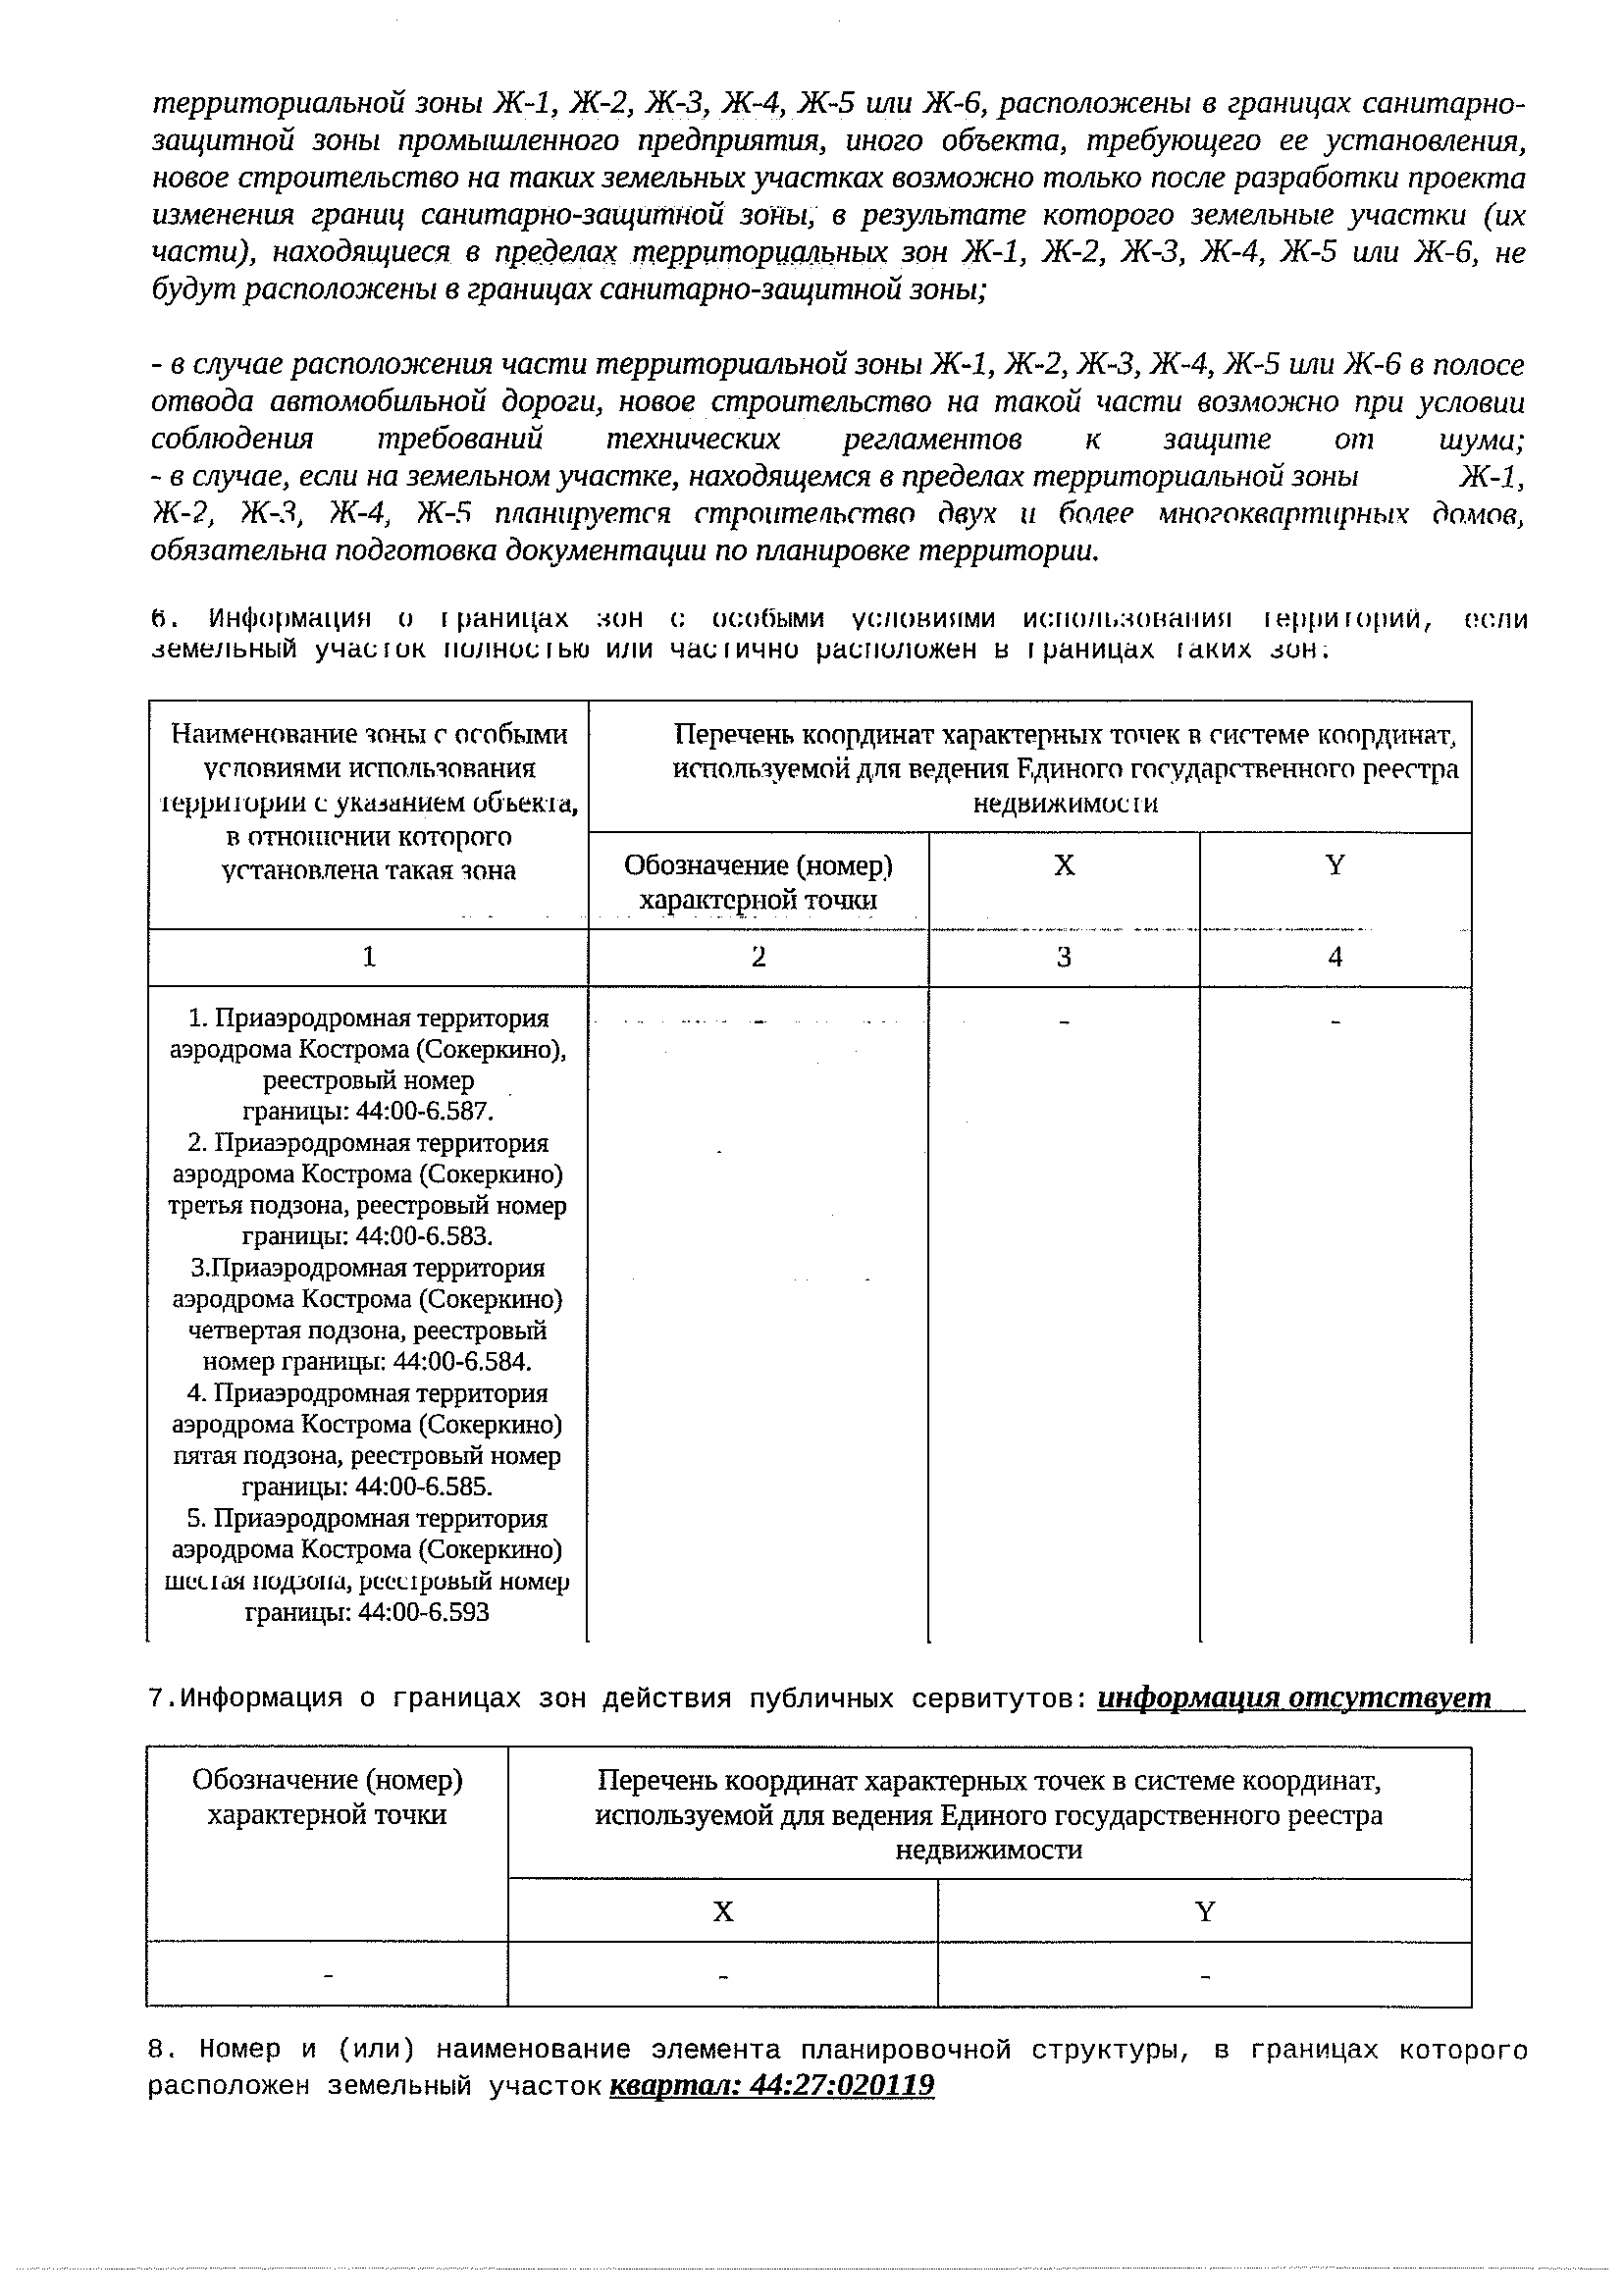 территориальной зоны Ж-1, Ж-2, Ж-3, Ж-4, Ж-5 или Ж-6, расположены в границах санитарно-
защитной зоны промышленного предприятия, иного объекта, требующего ее установления,
новое строительство на таких земельных участках возможно только после разработки проекта
изменения границ санитарно-защитной зоны, в результате которого земельные участки (их
части), находящиеся в пределах территориальных зон Ж-1, Ж-2, Ж-3, Ж-4, Ж-5 или Ж-6, не
будут расположены в границах санитарно-защитной зоны;
- в случае расположения части территориальной зоны Ж-1, Ж-2, Ж-3, Ж-4, Ж-5 или Ж-6 в полосе
отвода автомобильной дороги, новое строительство на такой части возможно при условии
соблюдения требований технических регламентов к защите от шума;
- в случае, если на земельном участке, находящемся в пределах территориальной зоны Ж-1,
Ж-2, Ж-3, Ж-4, Ж-5 планируется строительство двух и более многоквартирных домов,
обязательна подготовка документации по планировке территории.
6. Информация о границах зон с особыми условиями использования территорий, если
земельный участок полностью или частично расположен в границах таких зон:
Наименование зоны с особыми
условиями использования
территории с указанием объекта,
в отношении которого
установлена такая зона
Перечень координат характерных точек в системе координат,
используемой для ведения Единого государственного реестра
недвижимости
Обозначение (номер)
характерной точки
X
Y
1
2
3
4
1. Приаэродромная территория
аэродрома Кострома (Сокеркино),
реестровый номер
границы: 44:00-6.587.
2. Приаэродромная территория
аэродрома Кострома (Сокеркино)
третья подзона, реестровый номер
границы: 44:00-6.583.
3.Приаэродромная территория
аэродрома Кострома (Сокеркино)
четвертая подзона, реестровый
номер границы: 44:00-6.584.
4. Приаэродромная территория
аэродрома Кострома (Сокеркино)
пятая подзона, реестровый номер
границы: 44:00-6.585.
5. Приаэродромная территория
аэродрома Кострома (Сокеркино)
шестая подзона, реестровый номер
границы: 44:00-6.593
-
-
-
7.Информация о границах зон действия публичных сервитутов: информация отсутствует
Обозначение (номер)
характерной точки
Перечень координат характерных точек в системе координат,
используемой для ведения Единого государственного реестра
недвижимости
X
Y
-
-
-
8. Номер и (или) наименование элемента планировочной структуры, в границах которого
расположен земельный участок квартал: 44:27:020119